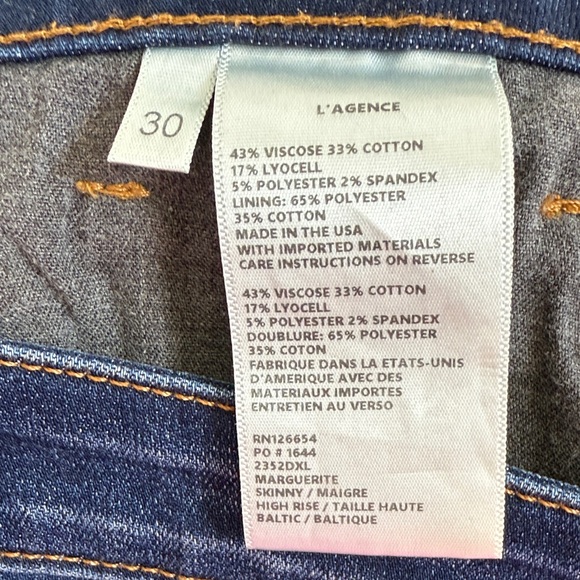 30
L'AGENCE
43% VISCOSE 33% COTTON
17% LYOCELL
5% POLYESTER 2% SPANDEX
LINING: 65% POLYESTER
35% COTTON
MADE IN THE USA
WITH IMPORTED MATERIALS
CARE INSTRUCTIONS ON REVERSE
43% VISCOSE 33% COTTON
17% LYOCELL
5% POLYESTER 2% SPANDEX
DOUBLURE: 65% POLYESTER
35% COTON
FABRIQUE DANS LA ETATS-UNIS
D'AMERIQUE AVEC DES
MATERIAUX IMPORTES
ENTRETIEN AU VERSO
RN126654
PO # 1644
2352DXL
MARGUERITE
SKINNY / MAIGRE
HIGH RISE / TAILLE HAUTE
BALTIC / BALTIQUE